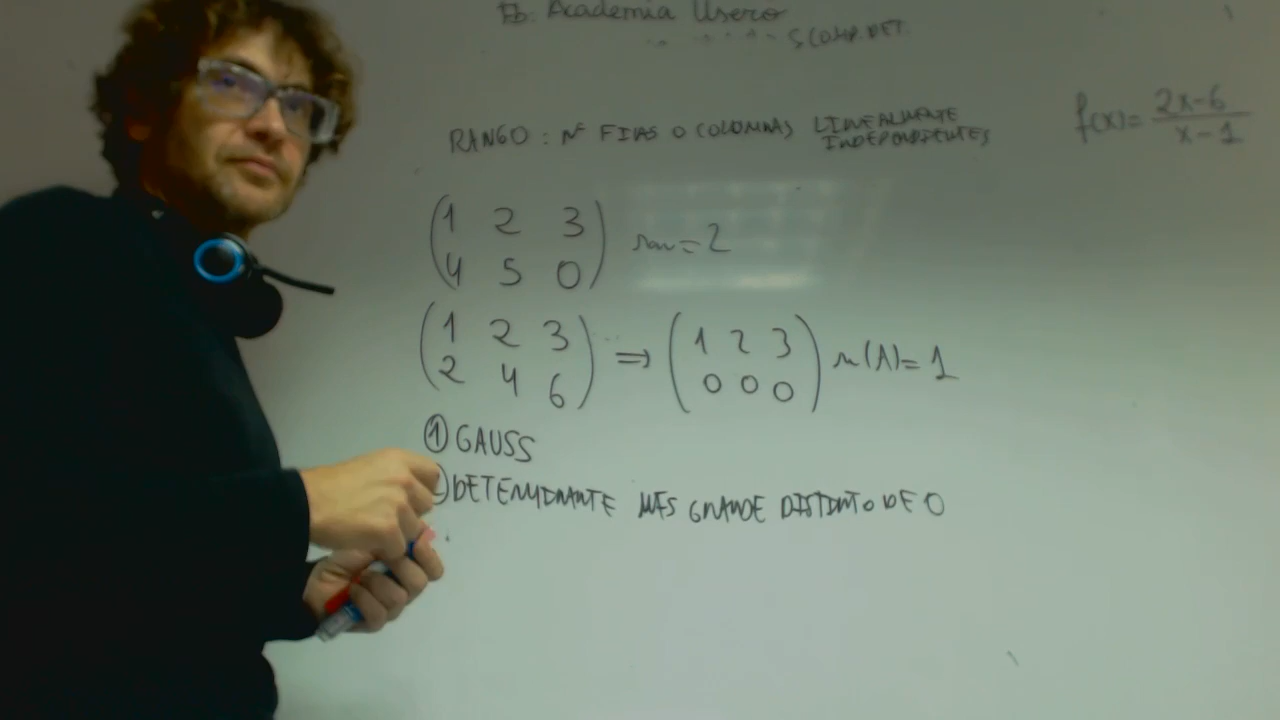 Fb: Academia Usero
f(x)= 2x-6 / x-1
RANGO: Nº FILAS O COLUMNAS LINEALMENTE INDEPENDIENTES
(1 2 3
4 5 0) ran=2
(1 2 3
2 4 6) ⇒ (1 2 3
0 0 0) r(A)=1
① GAUSS
DETERMINANTE MÁS GRANDE DISTINTO DE 0